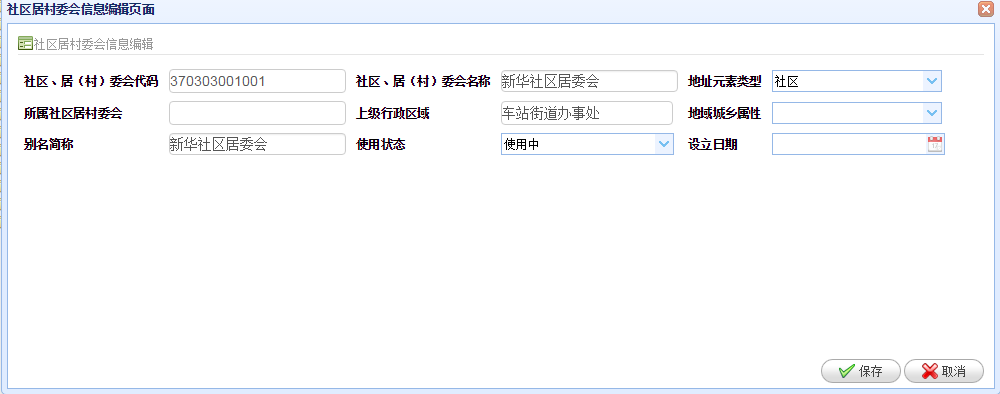 社区居村委会信息编辑页面
社区居村委会信息编辑
社区、居（村）委会代码 370303001001 社区、居（村）委会名称 新华社区居委会 地址元素类型 社区
所属社区居村委会 上级行政区域 车站街道办事处 地域城乡属性
别名简称 新华社区居委会 使用状态 使用中 设立日期
保存 取消